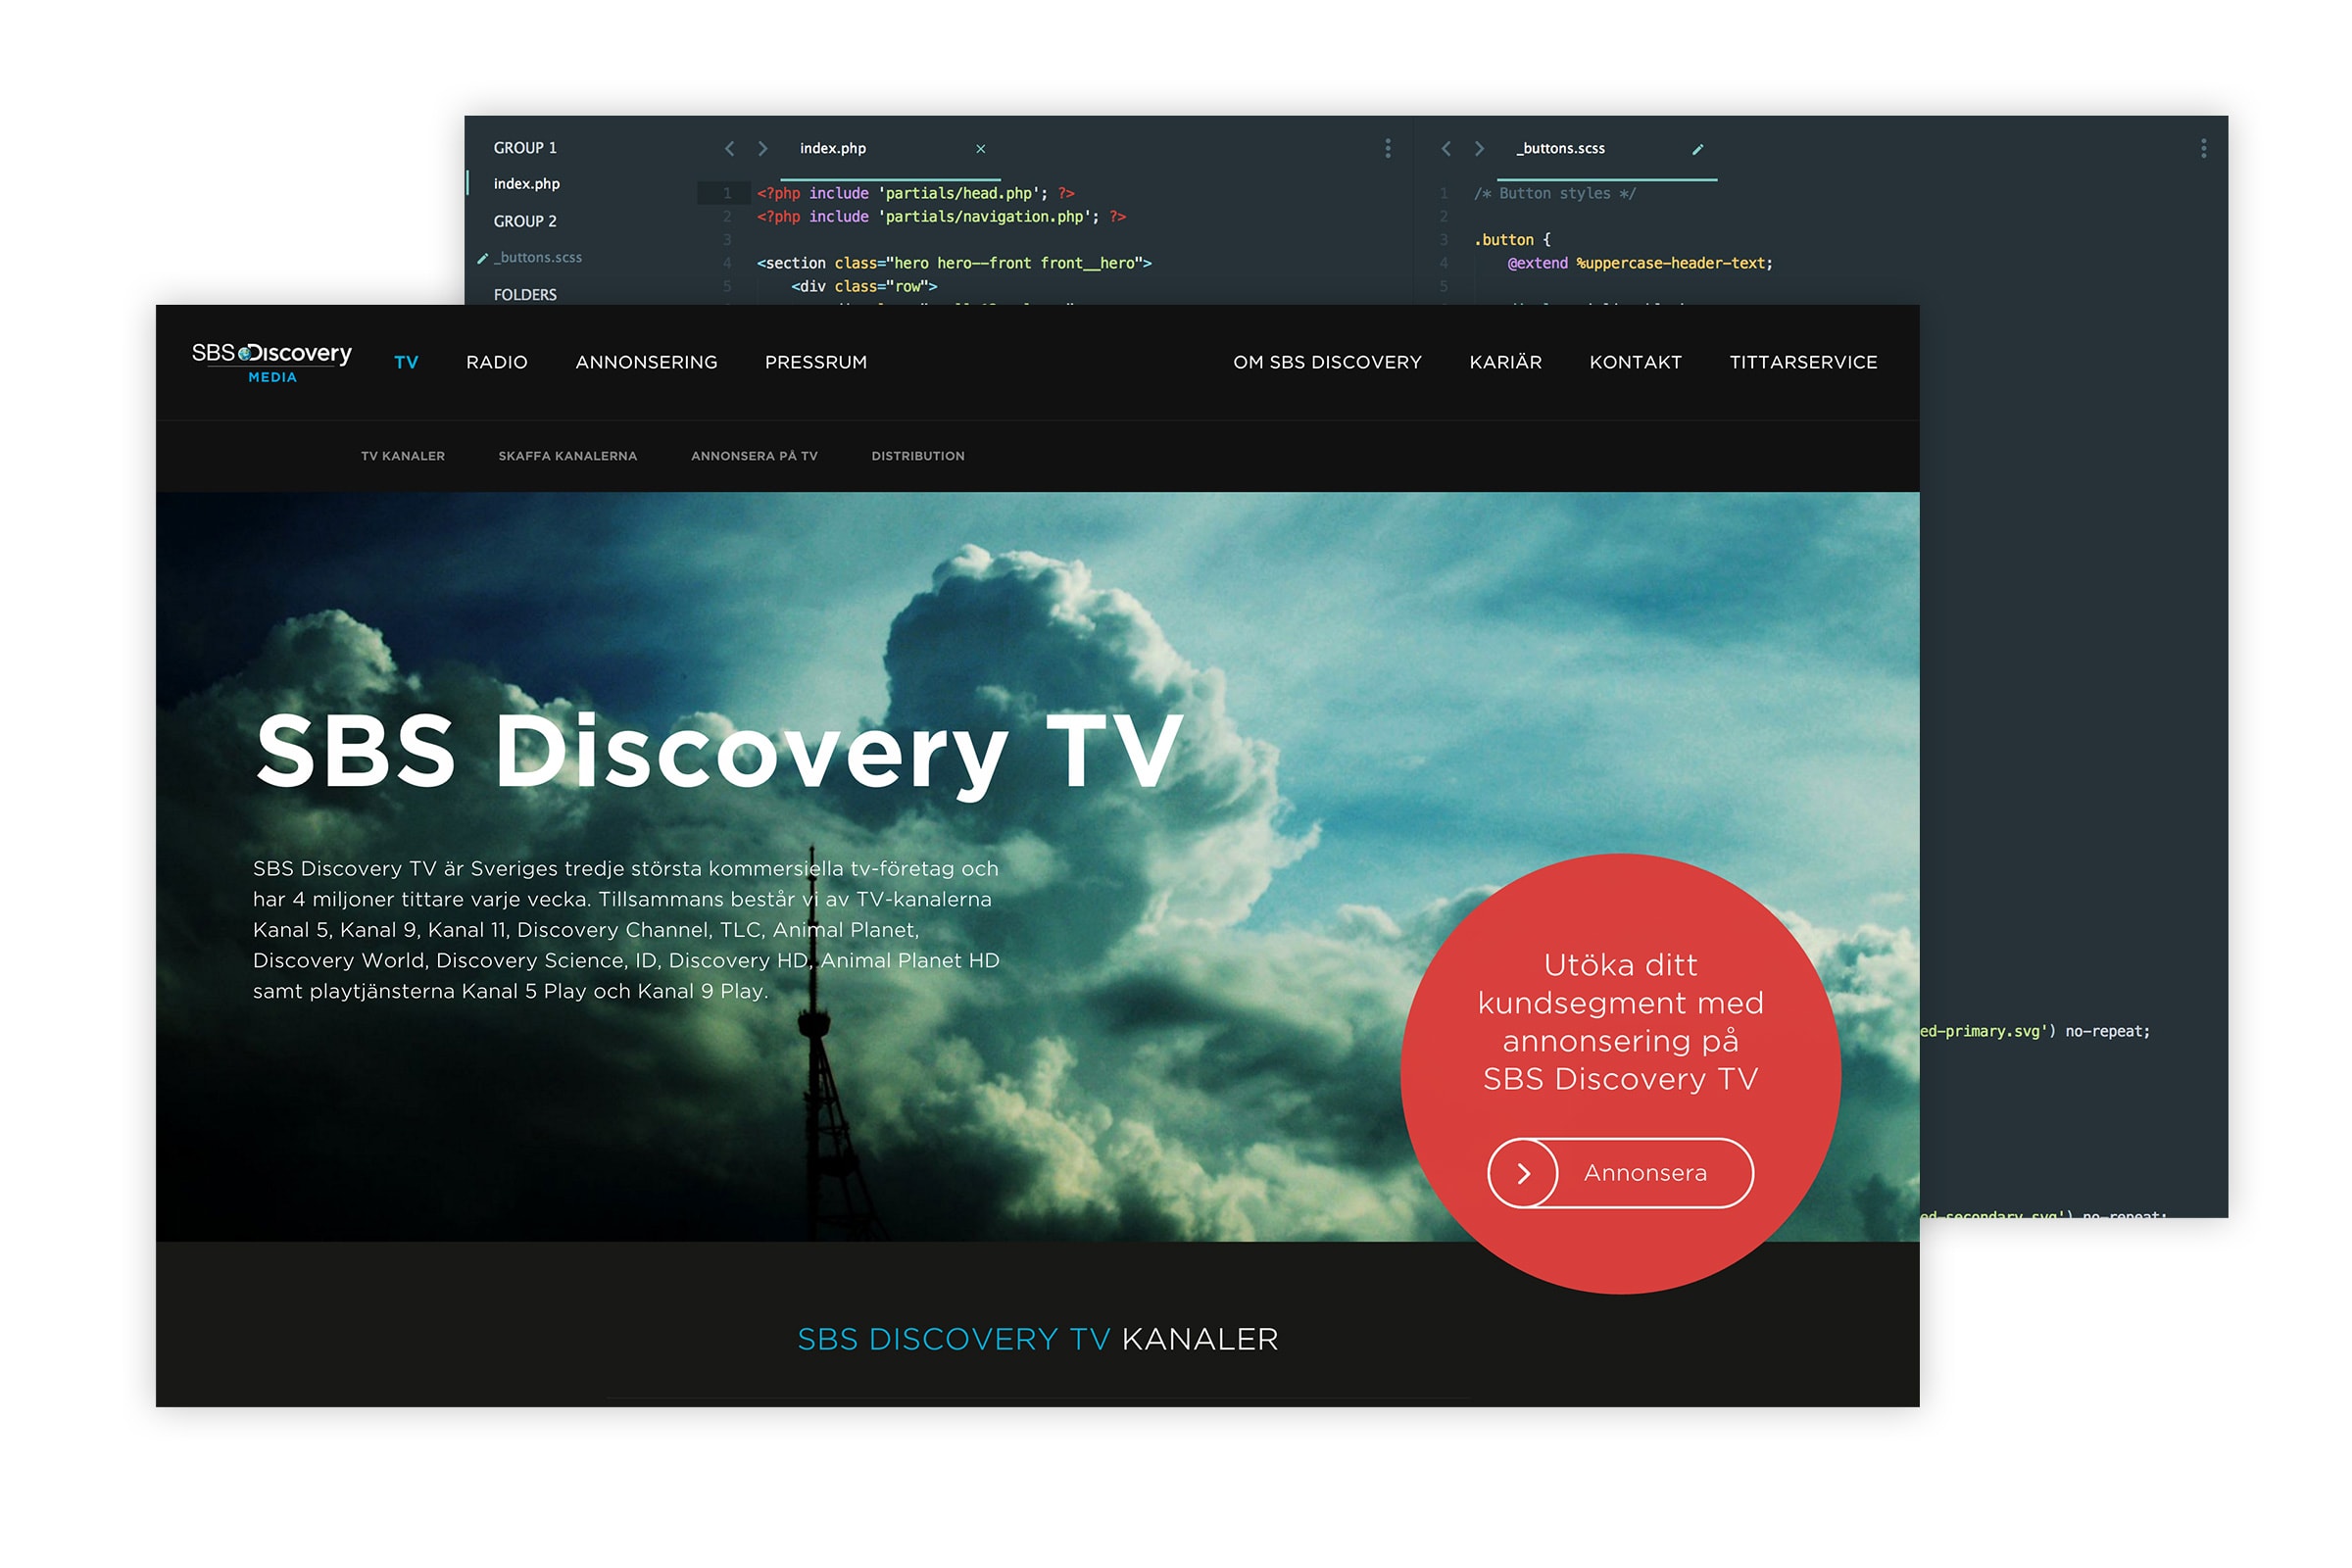 GROUP 1
index.php
GROUP 2
_buttons.scss
FOLDERS
index.php
1 <?php include 'partials/head.php'; ?>
2 <?php include 'partials/navigation.php'; ?>
3
4 <section class="hero hero--front front__hero">
5 <div class="row">
_buttons.scss
1 /* Button styles */
2
3 .button {
4 @extend %uppercase-header-text;
5
ed-primary.svg') no-repeat;
ed-secondary.svg') no-repeat;
SBS Discovery
MEDIA
TV RADIO ANNONSERING PRESSRUM OM SBS DISCOVERY KARIÄR KONTAKT TITTARSERVICE
TV KANALER SKAFFA KANALERNA ANNONSERA PÅ TV DISTRIBUTION
SBS Discovery TV
SBS Discovery TV är Sveriges tredje största kommersiella tv-företag och
har 4 miljoner tittare varje vecka. Tillsammans består vi av TV-kanalerna
Kanal 5, Kanal 9, Kanal 11, Discovery Channel, TLC, Animal Planet,
Discovery World, Discovery Science, ID, Discovery HD, Animal Planet HD
samt playtjänsterna Kanal 5 Play och Kanal 9 Play.
Utöka ditt
kundsegment med
annonsering på
SBS Discovery TV
Annonsera
SBS DISCOVERY TV KANALER